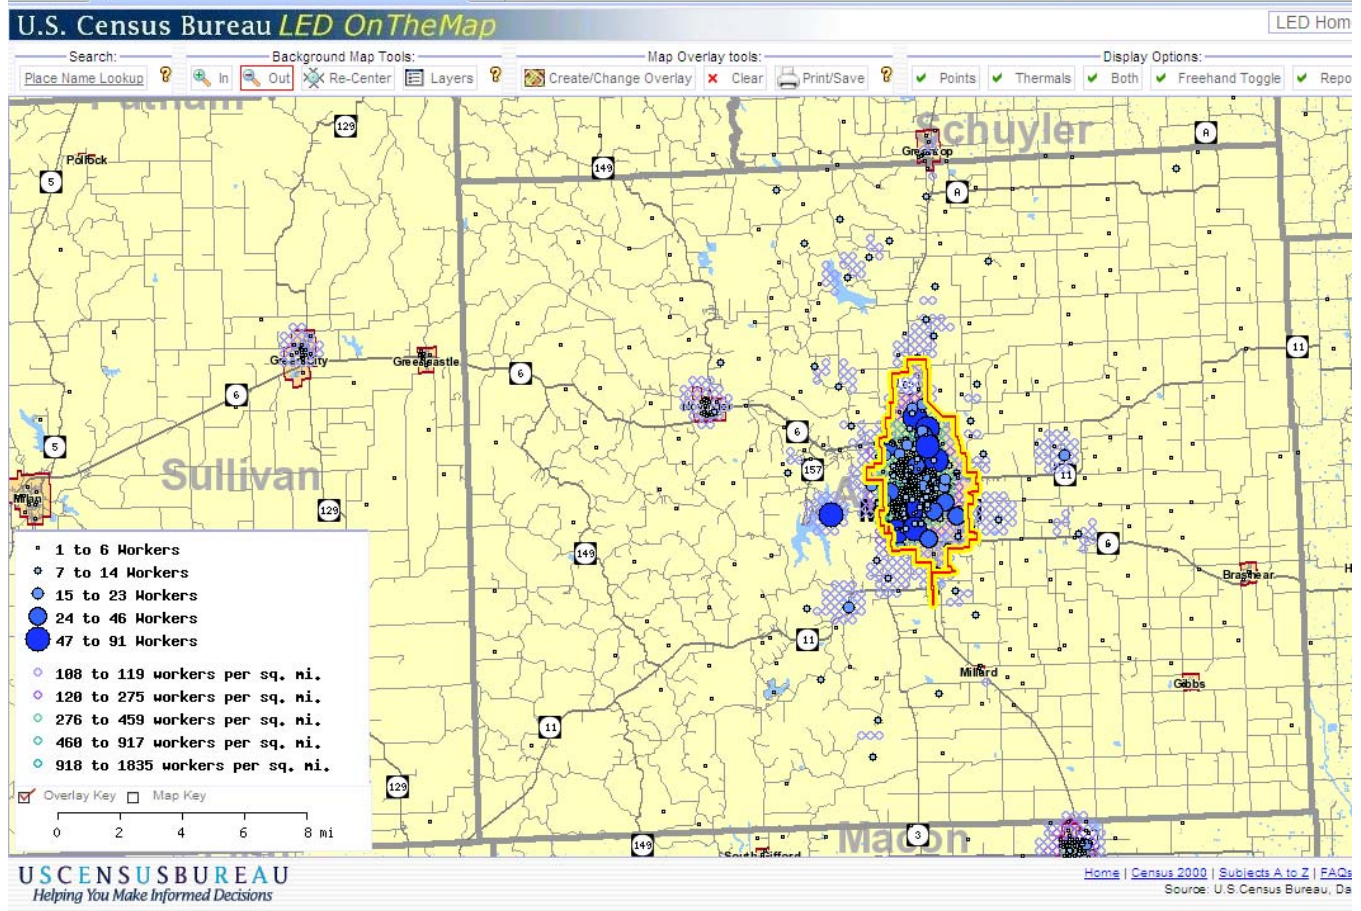 U.S. Census Bureau LED OnTheMap
LED Hom
Search: Background Map Tools: Map Overlay tools: Display Options:
Place Name Lookup ? In Out Re-Center Layers ? Create/Change Overlay Clear Print/Save ? Points Thermals Both Freehand Toggle Repo
Schuyler
129
149
A
Pollock
5
A
11
Green City
Greencastle
6
6
5
6
157
11
Sullivan
Milan
129
149
6
Brashear
11
Millard
Gibbs
11
129
149
3
Macon
South Gifford
1 to 6 Workers
7 to 14 Workers
15 to 23 Workers
24 to 46 Workers
47 to 91 Workers
108 to 119 workers per sq. mi.
120 to 275 workers per sq. mi.
276 to 459 workers per sq. mi.
460 to 917 workers per sq. mi.
918 to 1835 workers per sq. mi.
Overlay Key Map Key
0 2 4 6 8 mi
USCENSUSBUREAU
Helping You Make Informed Decisions
Home | Census 2000 | Subjects A to Z | FAQs
Source: U.S.Census Bureau, Da